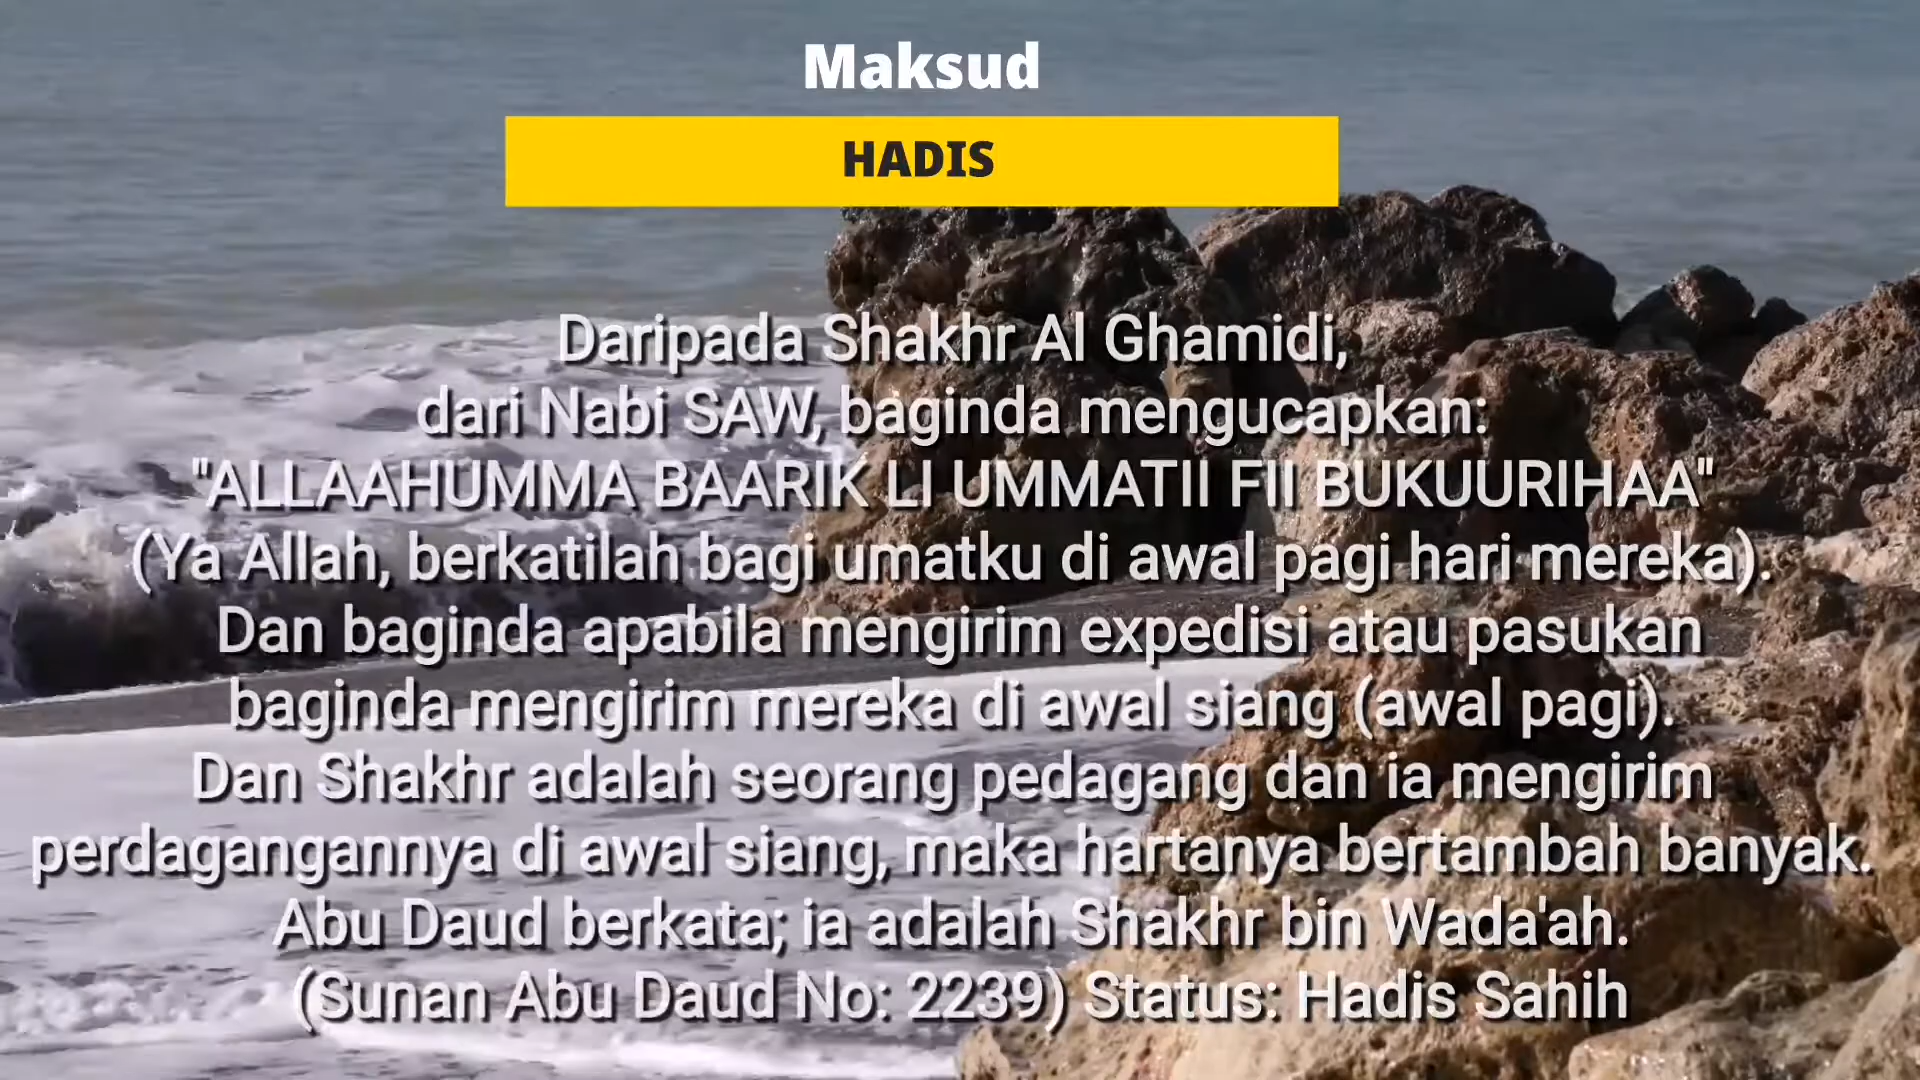 Maksud
HADIS
Daripada Shakhr Al Ghamidi,
dari Nabi SAW, baginda mengucapkan:
"ALLAAHUMMA BAARIK LI UMMATII FII BUKUURIHAA"
(Ya Allah, berkatilah bagi umatku di awal pagi hari mereka).
Dan baginda apabila mengirim expedisi atau pasukan
baginda mengirim mereka di awal siang (awal pagi).
Dan Shakhr adalah seorang pedagang dan ia mengirim
perdagangannya di awal siang, maka hartanya bertambah banyak.
Abu Daud berkata; ia adalah Shakhr bin Wada'ah.
(Sunan Abu Daud No: 2239) Status: Hadis Sahih